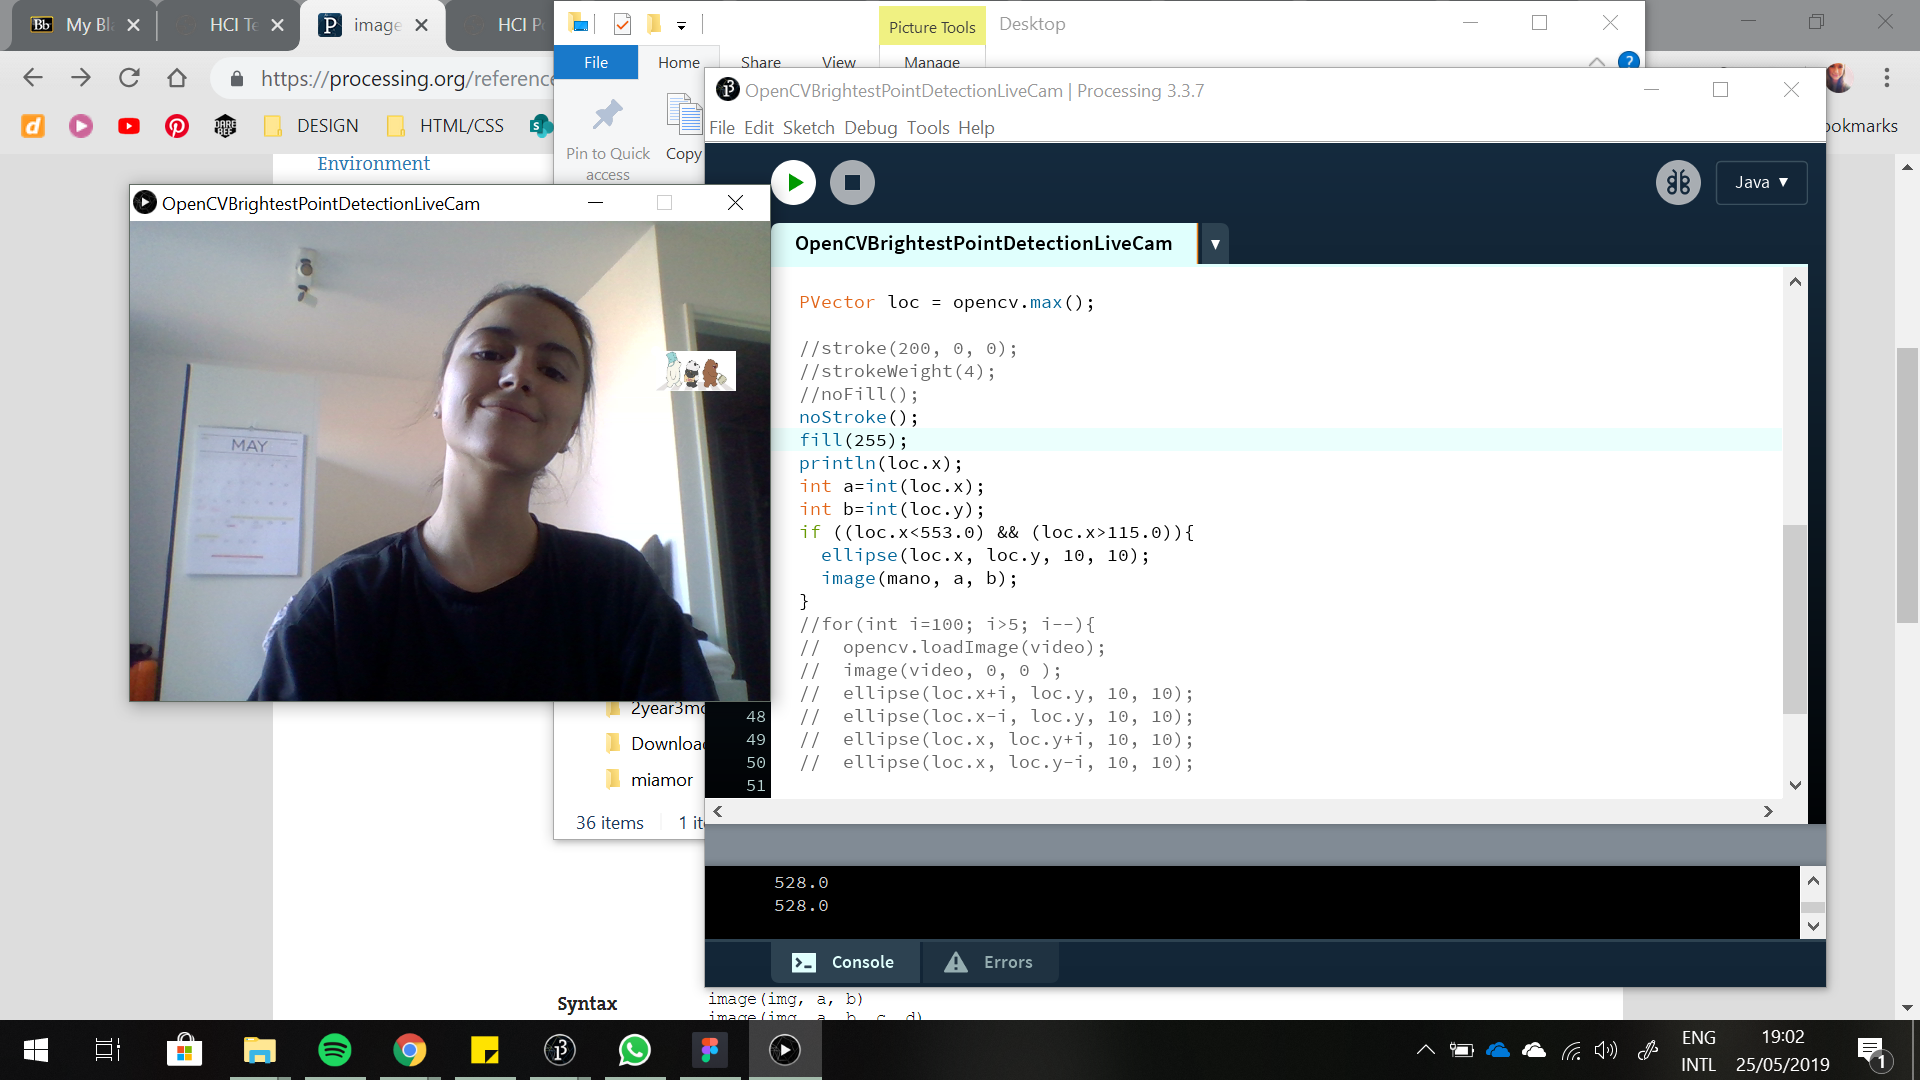 My Bla
HCI Te
image
HCI P
Picture Tools
Desktop
File
Home
Share
View
Manage
https://processing.org/reference
OpenCVBrightestPointDetectionLiveCam | Processing 3.3.7
File Edit Sketch Debug Tools Help
DESIGN
HTML/CSS
ookmarks
Pin to Quick
access
Copy
Environment
Java
OpenCVBrightestPointDetectionLiveCam
MAY
OpenCVBrightestPointDetectionLiveCam
PVector loc = opencv.max();
//stroke(200, 0, 0);
//strokeWeight(4);
//noFill();
noStroke();
fill(255);
println(loc.x);
int a=int(loc.x);
int b=int(loc.y);
if ((loc.x<553.0) && (loc.x>115.0)){
ellipse(loc.x, loc.y, 10, 10);
image(mano, a, b);
}
//for(int i=100; i>5; i--){
//  opencv.loadImage(video);
//  image(video, 0, 0 );
//  ellipse(loc.x+i, loc.y, 10, 10);
48 //  ellipse(loc.x-i, loc.y, 10, 10);
49 //  ellipse(loc.x, loc.y+i, 10, 10);
50 //  ellipse(loc.x, loc.y-i, 10, 10);
51
2year3mo
Downloa
miamor
36 items
1 it
528.0
528.0
Console
Errors
Syntax
image(img, a, b)
image(img, a, b, c, d)
ENG
INTL
19:02
25/05/2019
1